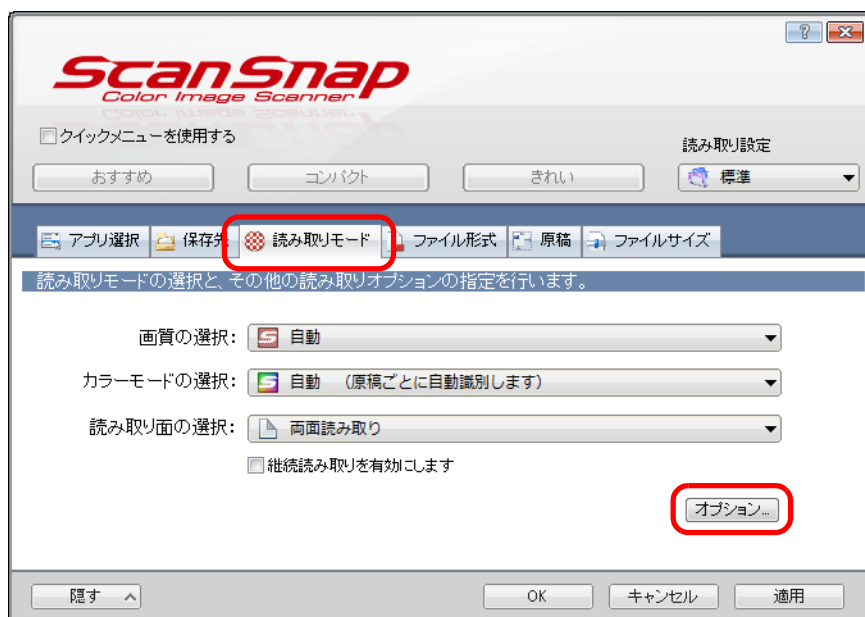 ScanSnap
Color Image Scanner
クイックメニューを使用する
読み取り設定
おすすめ コンパクト きれい 標準
アプリ選択 保存先 読み取りモード ファイル形式 原稿 ファイルサイズ
読み取りモードの選択と、その他の読み取りオプションの指定を行います。
画質の選択: 自動
カラーモードの選択: 自動 (原稿ごとに自動識別します)
読み取り面の選択: 両面読み取り
継続読み取りを有効にします
オプション...
隠す OK キャンセル 適用